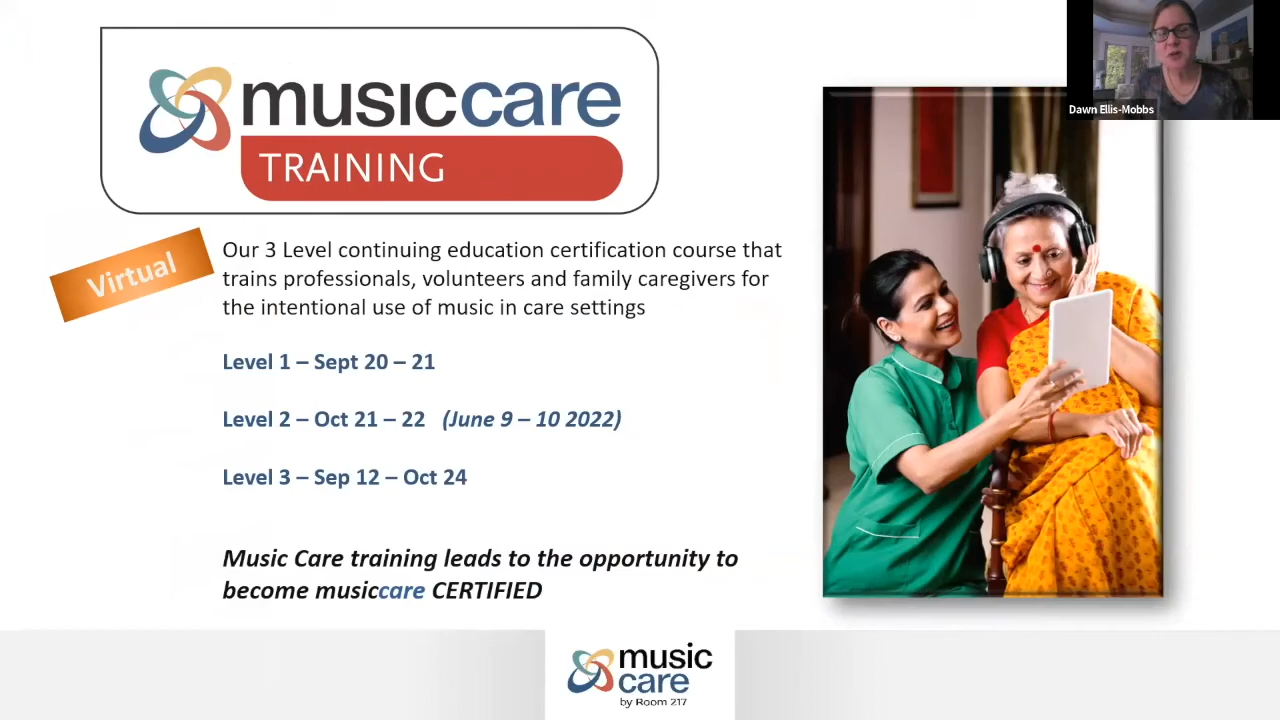 musiccare
TRAINING
Dawn Ellis-Mobbs
Virtual
Our 3 Level continuing education certification course that
trains professionals, volunteers and family caregivers for
the intentional use of music in care settings
Level 1 – Sept 20 – 21
Level 2 – Oct 21 – 22 (June 9 – 10 2022)
Level 3 – Sep 12 – Oct 24
Music Care training leads to the opportunity to
become musiccare CERTIFIED
music
care
by Room 217